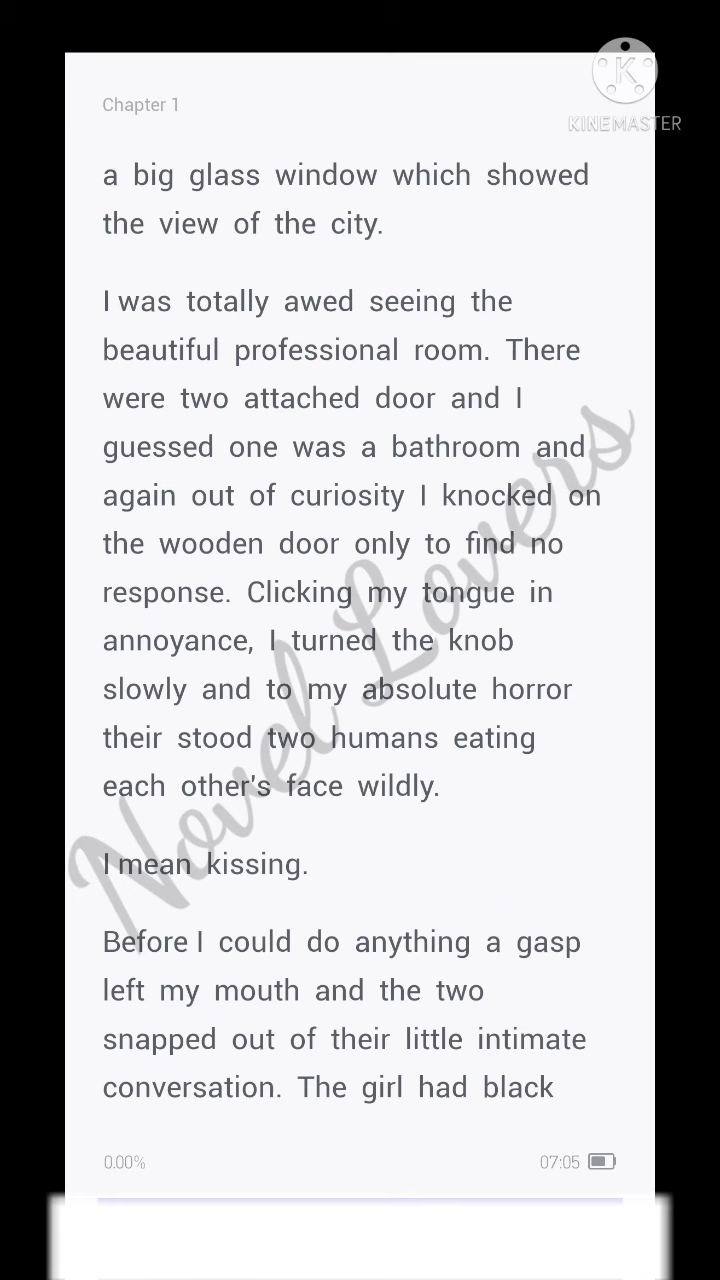 KINEMASTER
Chapter 1
a big glass window which showed
the view of the city.
I was totally awed seeing the
beautiful professional room. There
were two attached door and I
guessed one was a bathroom and
again out of curiosity I knocked on
the wooden door only to find no
response. Clicking my tongue in
annoyance, I turned the knob
slowly and to my absolute horror
their stood two humans eating
each other's face wildly.
I mean kissing.
Before I could do anything a gasp
left my mouth and the two
snapped out of their little intimate
conversation. The girl had black
Novel Lovers
0.00%
07:05